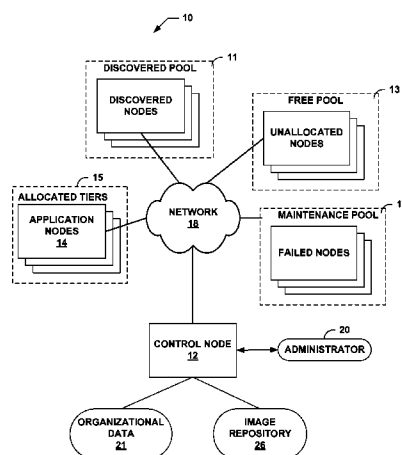 10
11
DISCOVERED POOL
DISCOVERED
NODES
13
FREE POOL
UNALLOCATED
NODES
15
ALLOCATED TIERS
APPLICATION
NODES
14
NETWORK
18
1
MAINTENANCE POOL
FAILED NODES
CONTROL NODE
12
20
ADMINISTRATOR
ORGANIZATIONAL
DATA
21
IMAGE
REPOSITORY
26